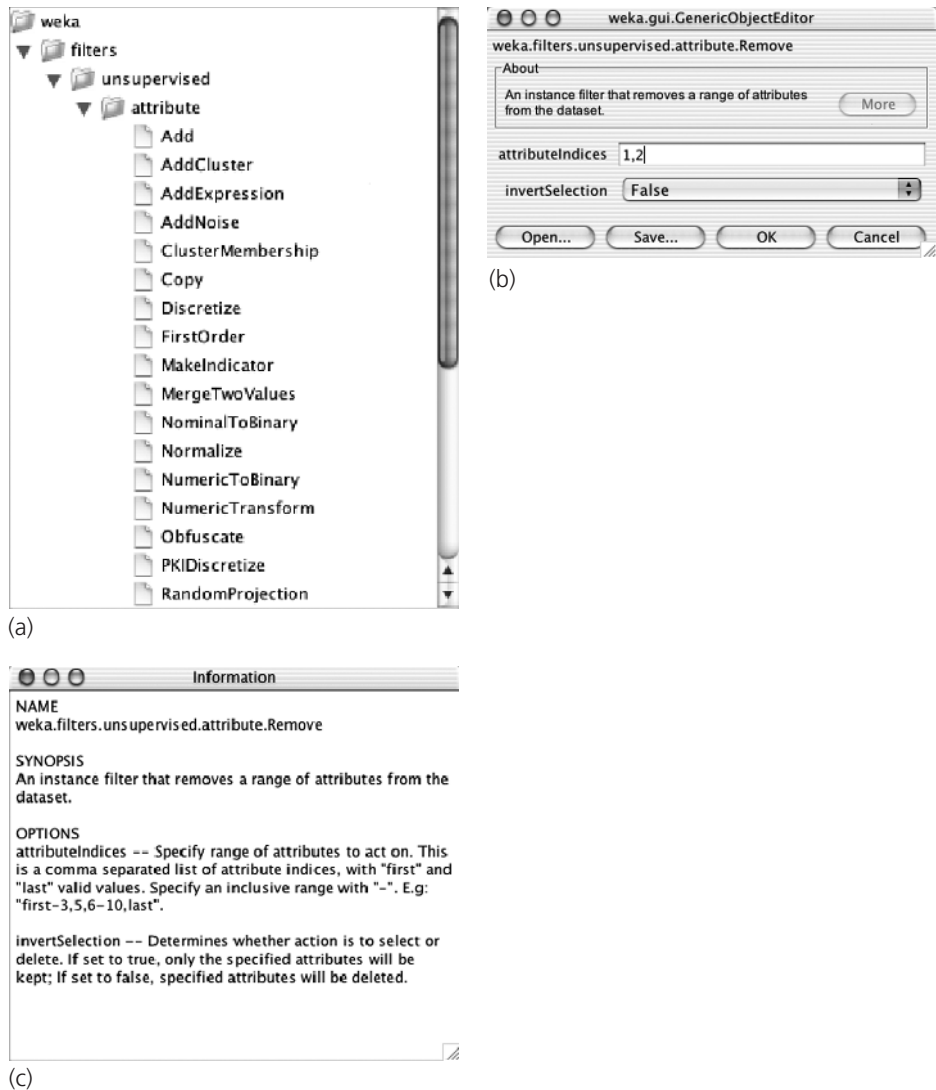 weka
filters
unsupervised
attribute
Add
AddCluster
AddExpression
AddNoise
ClusterMembership
Copy
Discretize
FirstOrder
MakeIndicator
MergeTwoValues
NominalToBinary
Normalize
NumericToBinary
NumericTransform
Obfuscate
PKIDiscretize
RandomProjection
(a)
weka.gui.GenericObjectEditor
weka.filters.unsupervised.attribute.Remove
About
An instance filter that removes a range of attributes
from the dataset.
More
attributeIndices 1,2
invertSelection False
Open... Save... OK Cancel
(b)
Information
NAME
weka.filters.unsupervised.attribute.Remove
SYNOPSIS
An instance filter that removes a range of attributes from the
dataset.
OPTIONS
attributeIndices -- Specify range of attributes to act on. This
is a comma separated list of attribute indices, with "first" and
"last" valid values. Specify an inclusive range with "-". E.g:
"first-3,5,6-10,last".
invertSelection -- Determines whether action is to select or
delete. If set to true, only the specified attributes will be
kept; If set to false, specified attributes will be deleted.
(c)